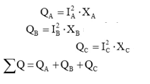 Q_A = I_A^2 · X_A
Q_B = I_B^2 · X_B
Q_C = I_C^2 · X_C
∑Q = Q_A + Q_B + Q_C